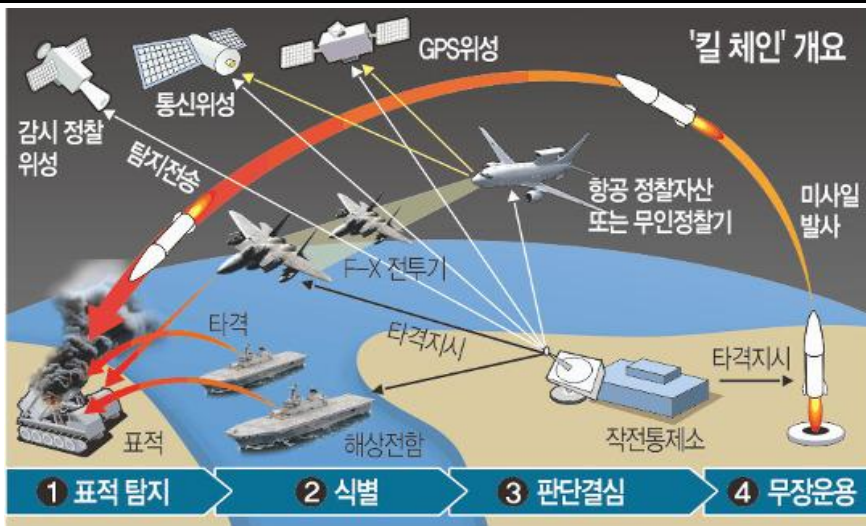 '킬 체인' 개요
GPS위성
통신위성
감시 정찰
위성
탐지전송
항공 정찰자산
또는 무인정찰기
미사일
발사
F-X 전투기
타격
타격지시
타격지시
표적
해상전함
작전통제소
1 표적 탐지
2 식별
3 판단결심
4 무장운용